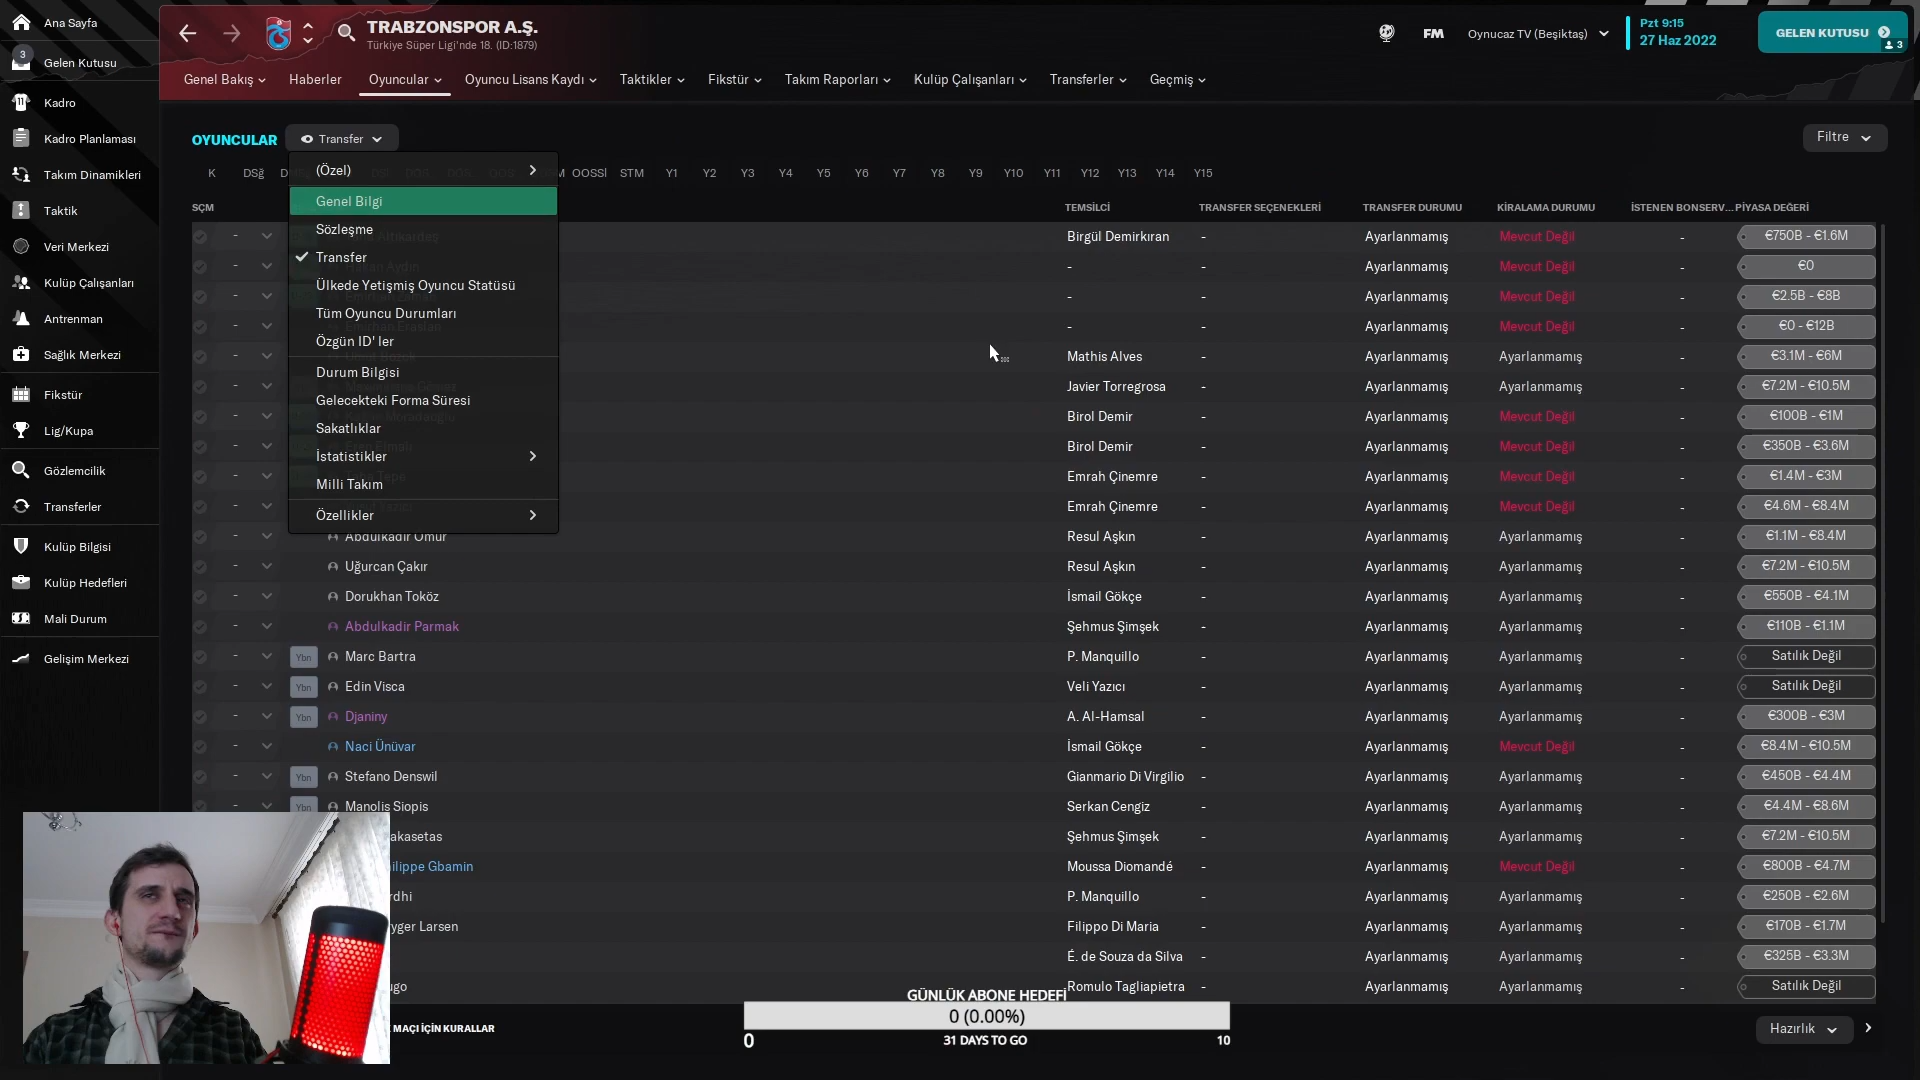 Ana Sayfa
3
Gelen Kutusu
Kadro
Kadro Planlaması
Takım Dinamikleri
Taktik
Veri Merkezi
Kulüp Çalışanları
Antrenman
Sağlık Merkezi
Fikstür
Lig/Kupa
Gözlemcilik
Transferler
Kulüp Bilgisi
Kulüp Hedefleri
Mali Durum
Gelişim Merkezi
TRABZONSPOR A.Ş.
Türkiye Süper Ligi'nde 18. (ID:1879)
FM
Oynucaz TV (Beşiktaş)
Pzt 9:15
27 Haz 2022
GELEN KUTUSU
3
Genel Bakış Haberler Oyuncular Oyuncu Lisans Kaydı Taktikler Fikstür Takım Raporları Kulüp Çalışanları Transferler Geçmiş
OYUNCULAR Transfer Filtre
K DSğ OOSSl STM Y1 Y2 Y3 Y4 Y5 Y6 Y7 Y8 Y9 Y10 Y11 Y12 Y13 Y14 Y15
SÇM TEMSİLCİ TRANSFER SEÇENEKLERİ TRANSFER DURUMU KİRALAMA DURUMU İSTENEN BONSERV... PİYASA DEĞERİ
(Özel)
Genel Bilgi
Sözleşme
Transfer
Ülkede Yetişmiş Oyuncu Statüsü
Tüm Oyuncu Durumları
Özgün ID' ler
Durum Bilgisi
Gelecekteki Forma Süresi
Sakatlıklar
İstatistikler
Milli Takım
Özellikler
- Birgül Demirkıran - Ayarlanmamış Mevcut Değil - €750B - €1.6M
- - Ayarlanmamış Mevcut Değil - €0
- - Ayarlanmamış Mevcut Değil - €2.5B - €8B
- - Ayarlanmamış Mevcut Değil - €0 - €12B
- Mathis Alves - Ayarlanmamış Ayarlanmamış - €3.1M - €6M
- Javier Torregrosa - Ayarlanmamış Ayarlanmamış - €7.2M - €10.5M
- Birol Demir - Ayarlanmamış Mevcut Değil - €100B - €1M
- Birol Demir - Ayarlanmamış Mevcut Değil - €350B - €3.6M
- Emrah Çinemre - Ayarlanmamış Mevcut Değil - €1.4M - €3M
- Emrah Çinemre - Ayarlanmamış Mevcut Değil - €4.6M - €8.4M
- Abdulkadir Ömür Resul Aşkın - Ayarlanmamış Ayarlanmamış - €1.1M - €8.4M
- Uğurcan Çakır Resul Aşkın - Ayarlanmamış Ayarlanmamış - €7.2M - €10.5M
- Dorukhan Toköz İsmail Gökçe - Ayarlanmamış Ayarlanmamış - €550B - €4.1M
- Abdulkadir Parmak Şehmus Şimşek - Ayarlanmamış Ayarlanmamış - €110B - €1.1M
- Ybn Marc Bartra P. Manquillo - Ayarlanmamış Ayarlanmamış - Satılık Değil
- Ybn Edin Visca Veli Yazıcı - Ayarlanmamış Ayarlanmamış - Satılık Değil
- Ybn Djaniny A. Al-Hamsal - Ayarlanmamış Ayarlanmamış - €300B - €3M
- Naci Ünüvar İsmail Gökçe - Ayarlanmamış Mevcut Değil - €8.4M - €10.5M
- Ybn Stefano Denswil Gianmario Di Virgilio - Ayarlanmamış Ayarlanmamış - €450B - €4.4M
- Ybn Manolis Siopis Serkan Cengiz - Ayarlanmamış Ayarlanmamış - €4.4M - €8.6M
akasetas Şehmus Şimşek - Ayarlanmamış Ayarlanmamış - €7.2M - €10.5M
ilippe Gbamin Moussa Diomandé - Ayarlanmamış Mevcut Değil - €800B - €4.7M
rdhi P. Manquillo - Ayarlanmamış Ayarlanmamış - €250B - €2.6M
yger Larsen Filippo Di Maria - Ayarlanmamış Ayarlanmamış - €170B - €1.7M
É. de Souza da Silva - Ayarlanmamış Ayarlanmamış - €325B - €3.3M
ugo Romulo Tagliapietra - Ayarlanmamış Ayarlanmamış - Satılık Değil
GÜNLÜK ABONE HEDEFİ
0 (0.00%)
0 31 DAYS TO GO 10
MAÇI İÇİN KURALLAR
Hazırlık